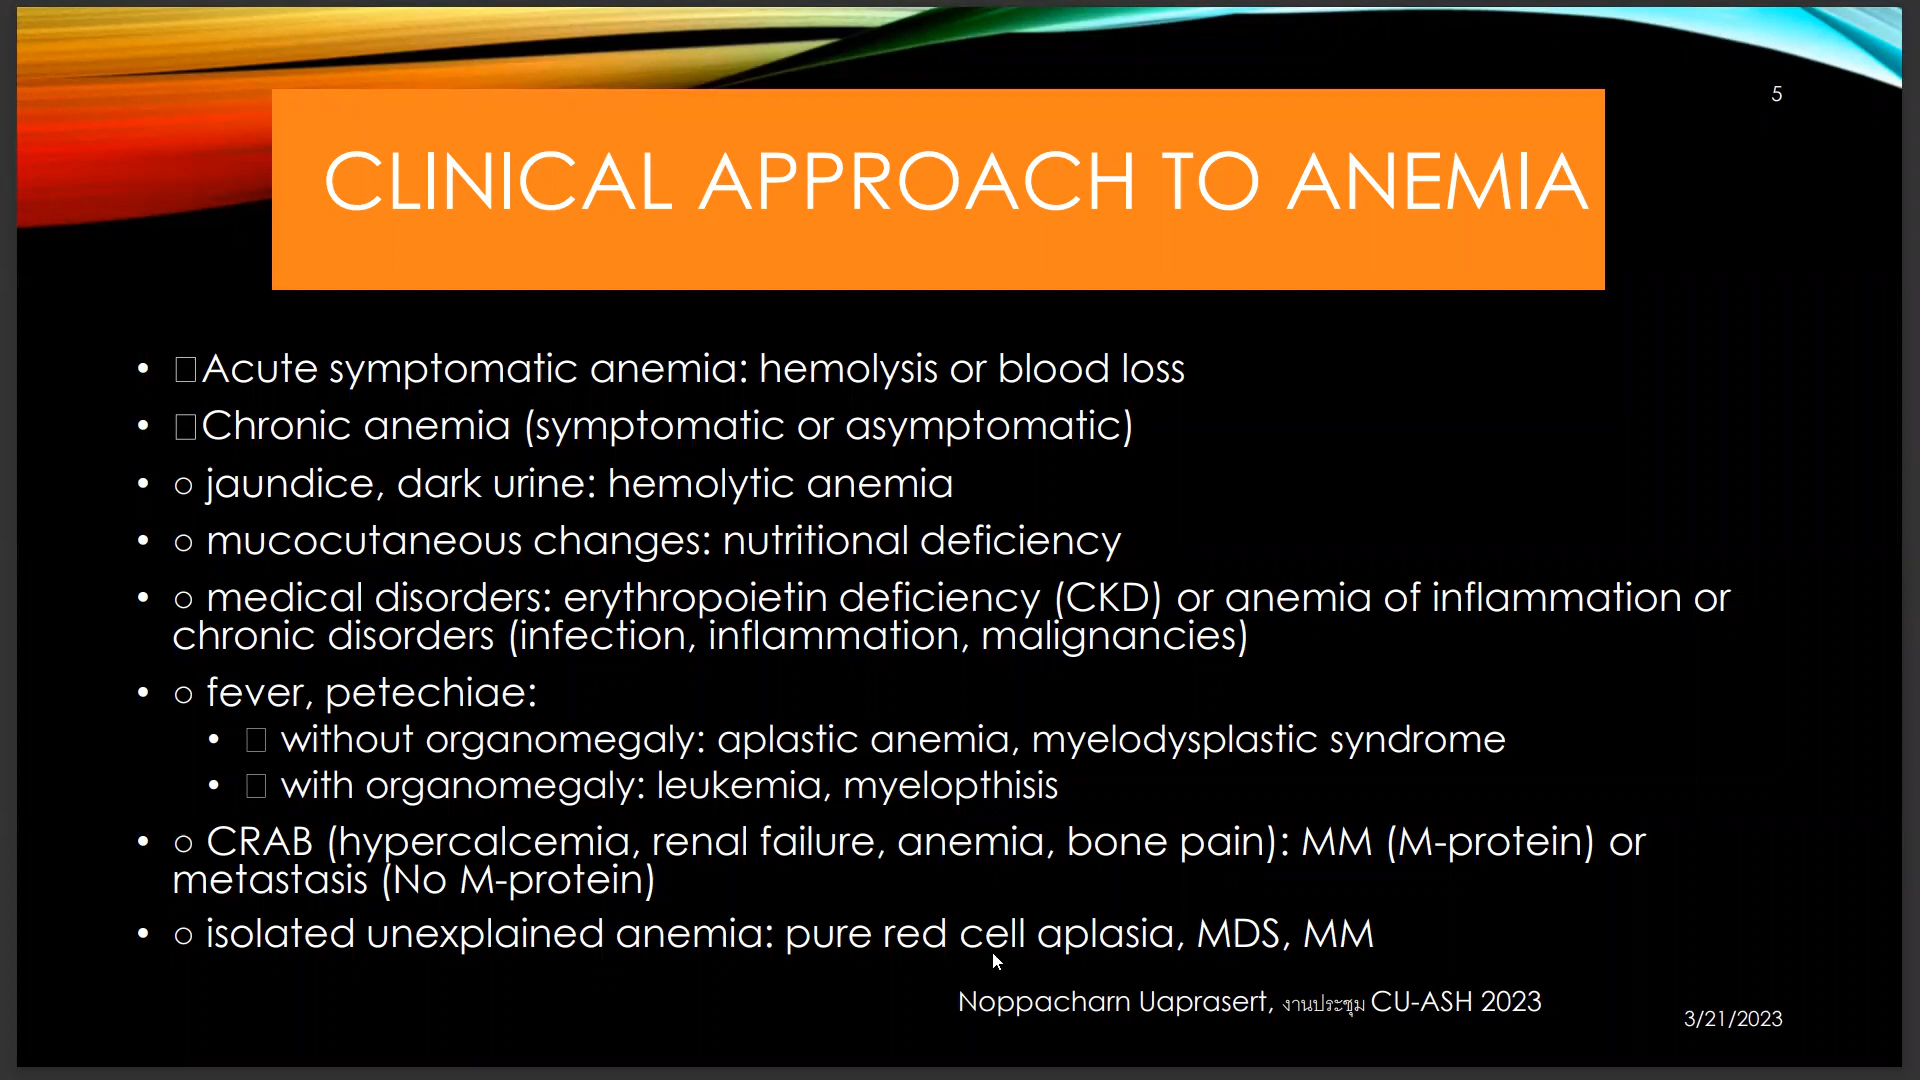 5
CLINICAL APPROACH TO ANEMIA
• □Acute symptomatic anemia: hemolysis or blood loss
• □Chronic anemia (symptomatic or asymptomatic)
• ○ jaundice, dark urine: hemolytic anemia
• ○ mucocutaneous changes: nutritional deficiency
• ○ medical disorders: erythropoietin deficiency (CKD) or anemia of inflammation or
chronic disorders (infection, inflammation, malignancies)
• ○ fever, petechiae:
• □ without organomegaly: aplastic anemia, myelodysplastic syndrome
• □ with organomegaly: leukemia, myelopthisis
• ○ CRAB (hypercalcemia, renal failure, anemia, bone pain): MM (M-protein) or
metastasis (No M-protein)
• ○ isolated unexplained anemia: pure red cell aplasia, MDS, MM
Noppacharn Uaprasert, งานประชุม CU-ASH 2023
3/21/2023